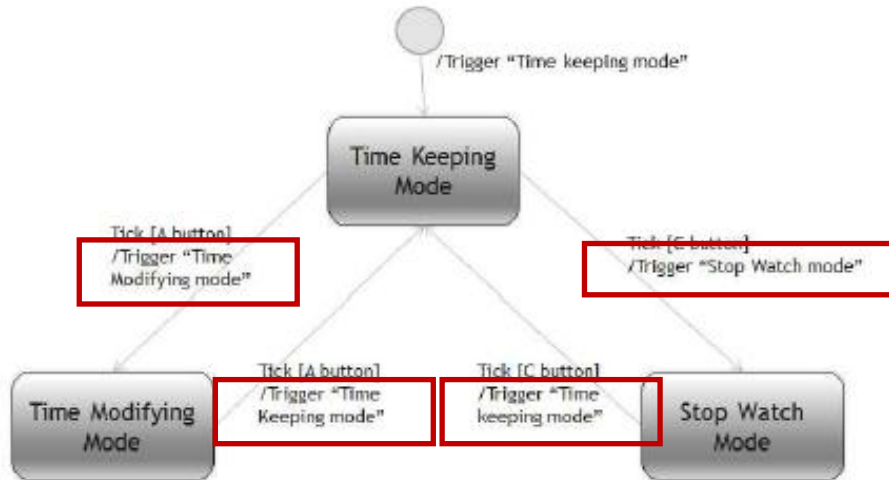 /Trigger “Time keeping mode”
Time Keeping
Mode
Tick [A button]
/Trigger “Time
Modifying mode”
Tick [C button]
/Trigger “Stop Watch mode”
Tick [A button]
/Trigger “Time
Keeping mode”
Tick [C button]
/Trigger “Time
keeping mode”
Time Modifying
Mode
Stop Watch
Mode